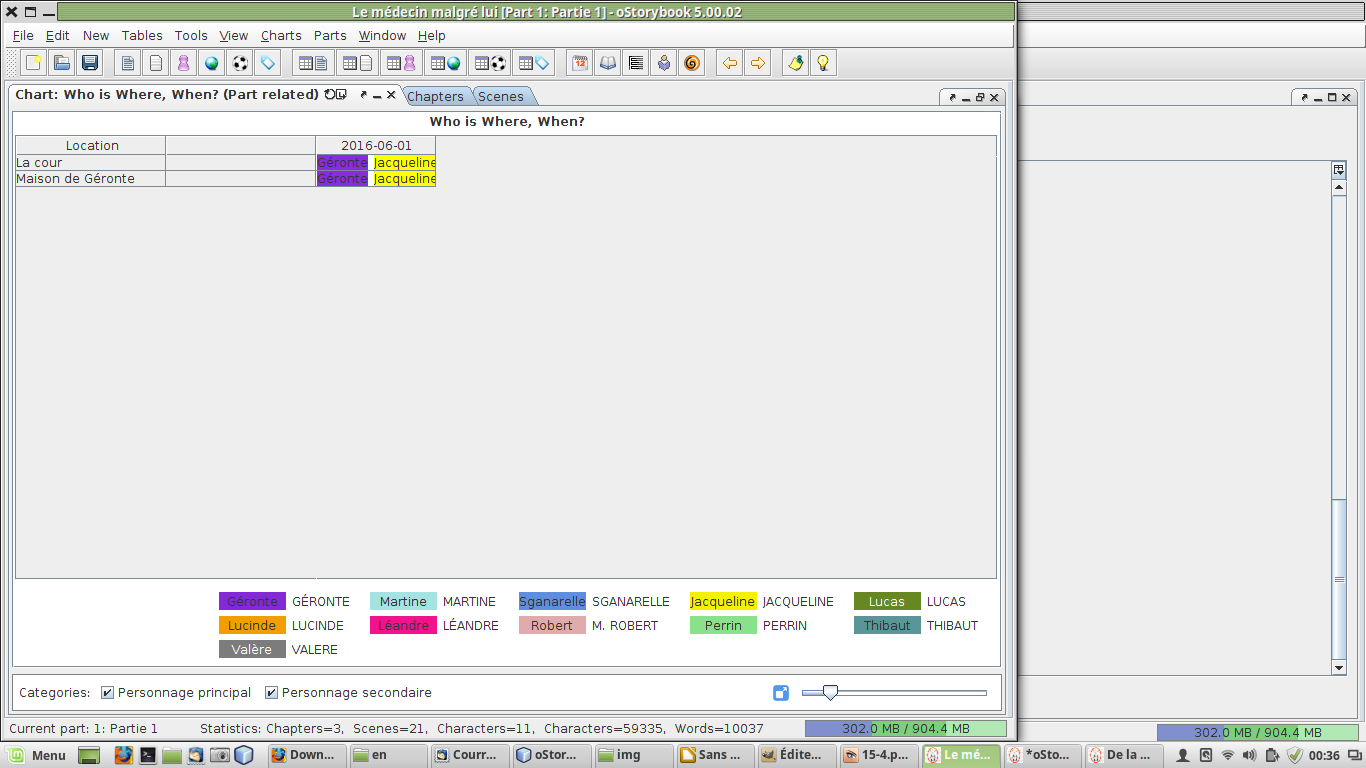 Le médecin malgré lui [Part 1: Partie 1] - oStorybook 5.00.02
File Edit New Tables Tools View Charts Parts Window Help
12
Chart: Who is Where, When? (Part related) Chapters Scenes
Who is Where, When?
Location 2016-06-01
La cour Géronte Jacqueline
Maison de Géronte Géronte Jacqueline
Géronte GÉRONTE Martine MARTINE Sganarelle SGANARELLE Jacqueline JACQUELINE Lucas LUCAS
Lucinde LUCINDE Léandre LÉANDRE Robert M. ROBERT Perrin PERRIN Thibaut THIBAUT
Valère VALERE
Categories: Personnage principal Personnage secondaire
Current part: 1: Partie 1 Statistics: Chapters=3, Scenes=21, Characters=11, Characters=59335, Words=10037 302.0 MB / 904.4 MB
302.0 MB / 904.4 MB
Menu Down... en Courr... oStor... img Sans ... Édite... 15-4.p... Le mé... *oSto... De la ... 00:36